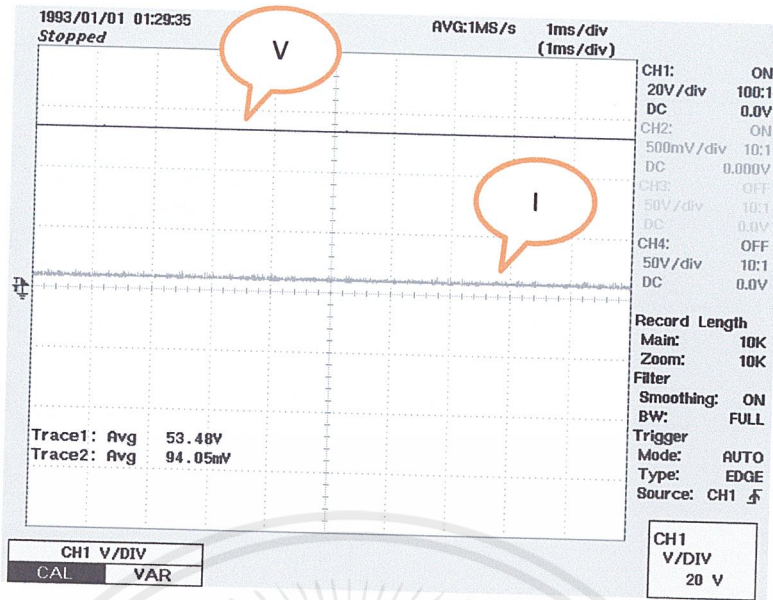 1993/01/01 01:29:35
Stopped
AVG:1MS/s 1ms/div
(1ms/div)
V
I
CH1: ON
20V/div 100:1
DC 0.0V
CH2: ON
500mV/div 10:1
DC 0.000V
CH3: OFF
50V/div 10:1
DC 0.0V
CH4: OFF
50V/div 10:1
DC 0.0V
Record Length
Main: 10K
Zoom: 10K
Filter
Smoothing: ON
BW: FULL
Trigger
Mode: AUTO
Type: EDGE
Source: CH1
Trace1: Avg 53.48V
Trace2: Avg 94.05mV
CH1 V/DIV
CAL VAR
CH1
V/DIV
20 V